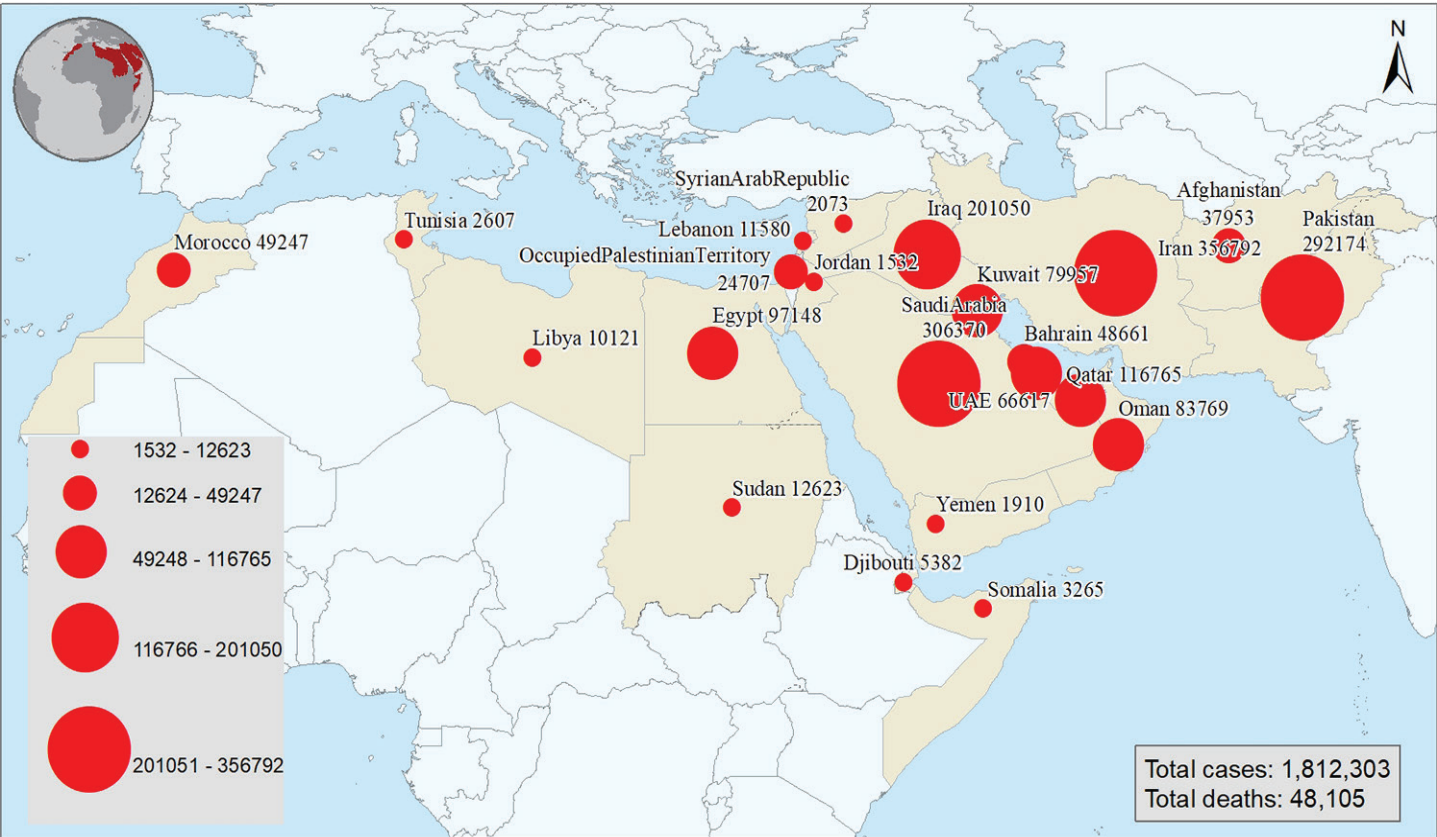 N
SyrianArabRepublic
2073
Afghanistan
37953
Iraq 201050
Pakistan
292174
Tunisia 2607
Lebanon 11580
Morocco 49247
Iran 356792
OccupiedPalestinianTerritory
24707
Jordan 1532
Kuwait 79957
SaudiArabia
306370
Egypt 97148
Libya 10121
Bahrain 48661
Qatar 116765
UAE 66617
Oman 83769
1532 - 12623
12624 - 49247
49248 - 116765
116766 - 201050
201051 - 356792
Sudan 12623
Yemen 1910
Djibouti 5382
Somalia 3265
Total cases: 1,812,303
Total deaths: 48,105